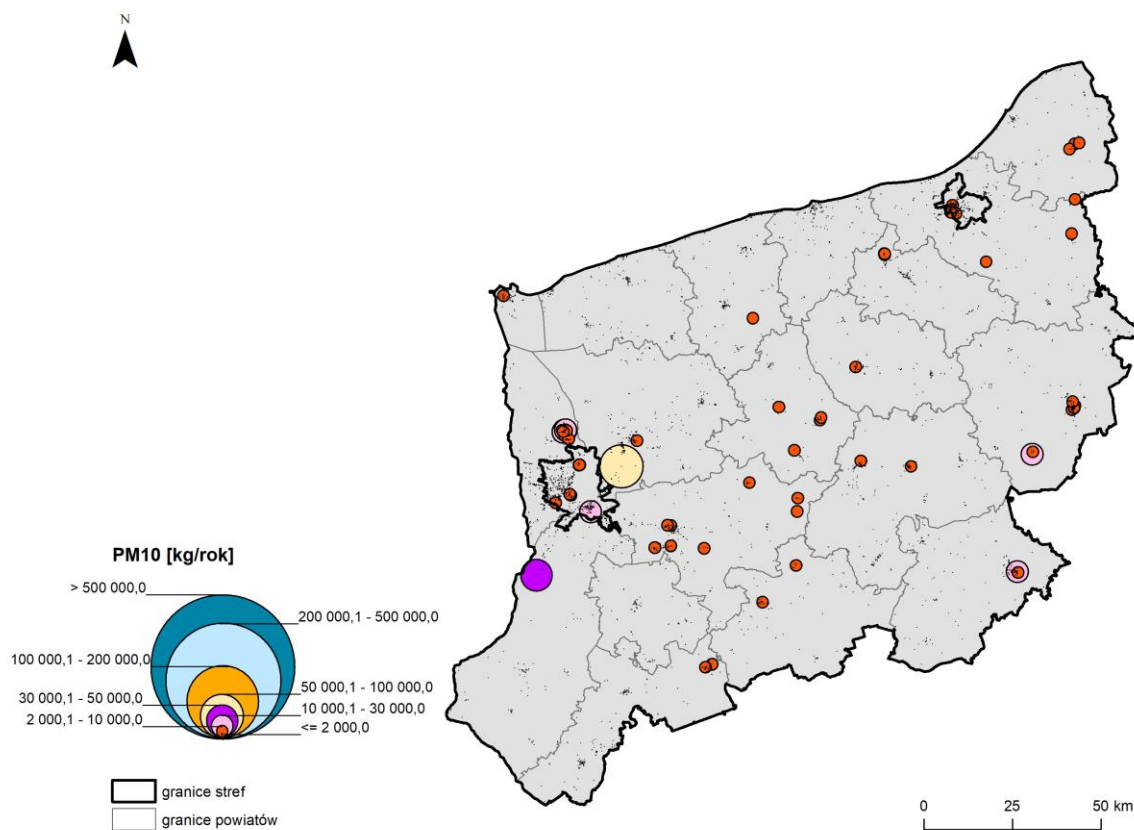 N
PM10 [kg/rok]
> 500 000,0
200 000,1 - 500 000,0
100 000,1 - 200 000,0
50 000,1 - 100 000,0
30 000,1 - 50 000,0
10 000,1 - 30 000,0
2 000,1 - 10 000,0
<= 2 000,0
granice stref
granice powiatów
0 25 50 km